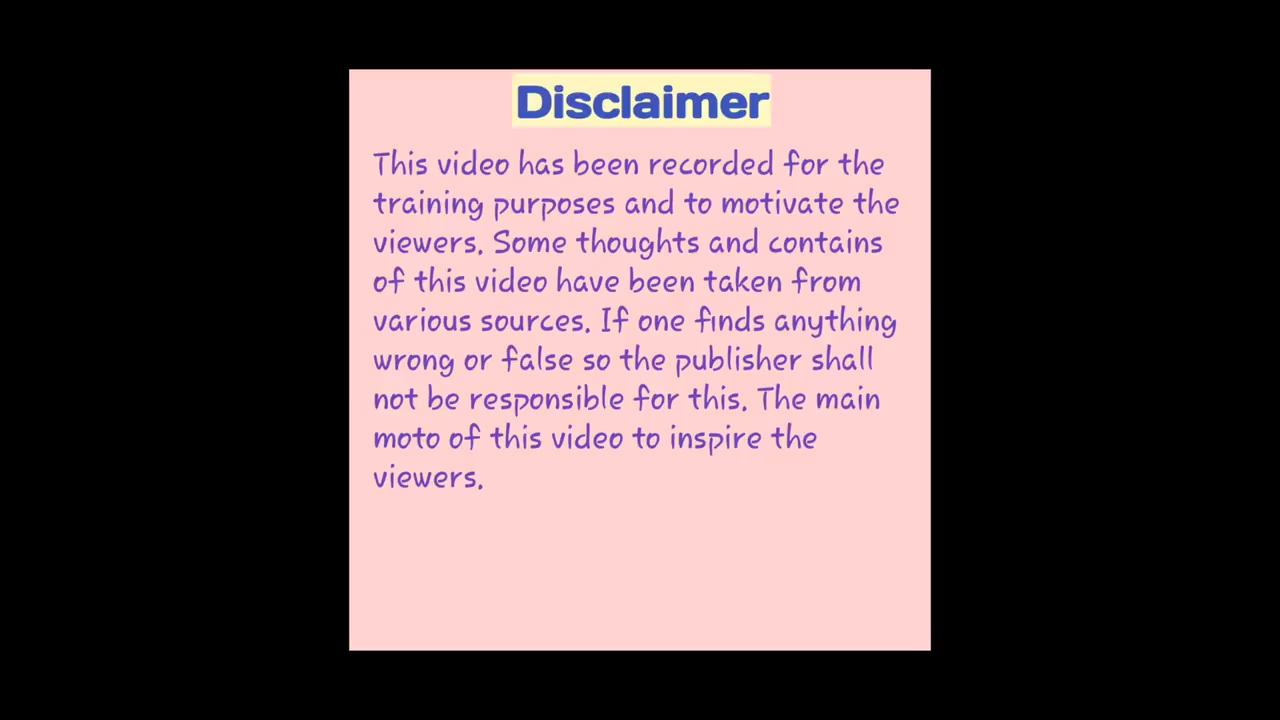 Disclaimer
This video has been recorded for the
training purposes and to motivate the
viewers. Some thoughts and contains
of this video have been taken from
various sources. If one finds anything
wrong or false so the publisher shall
not be responsible for this. The main
moto of this video to inspire the
viewers.